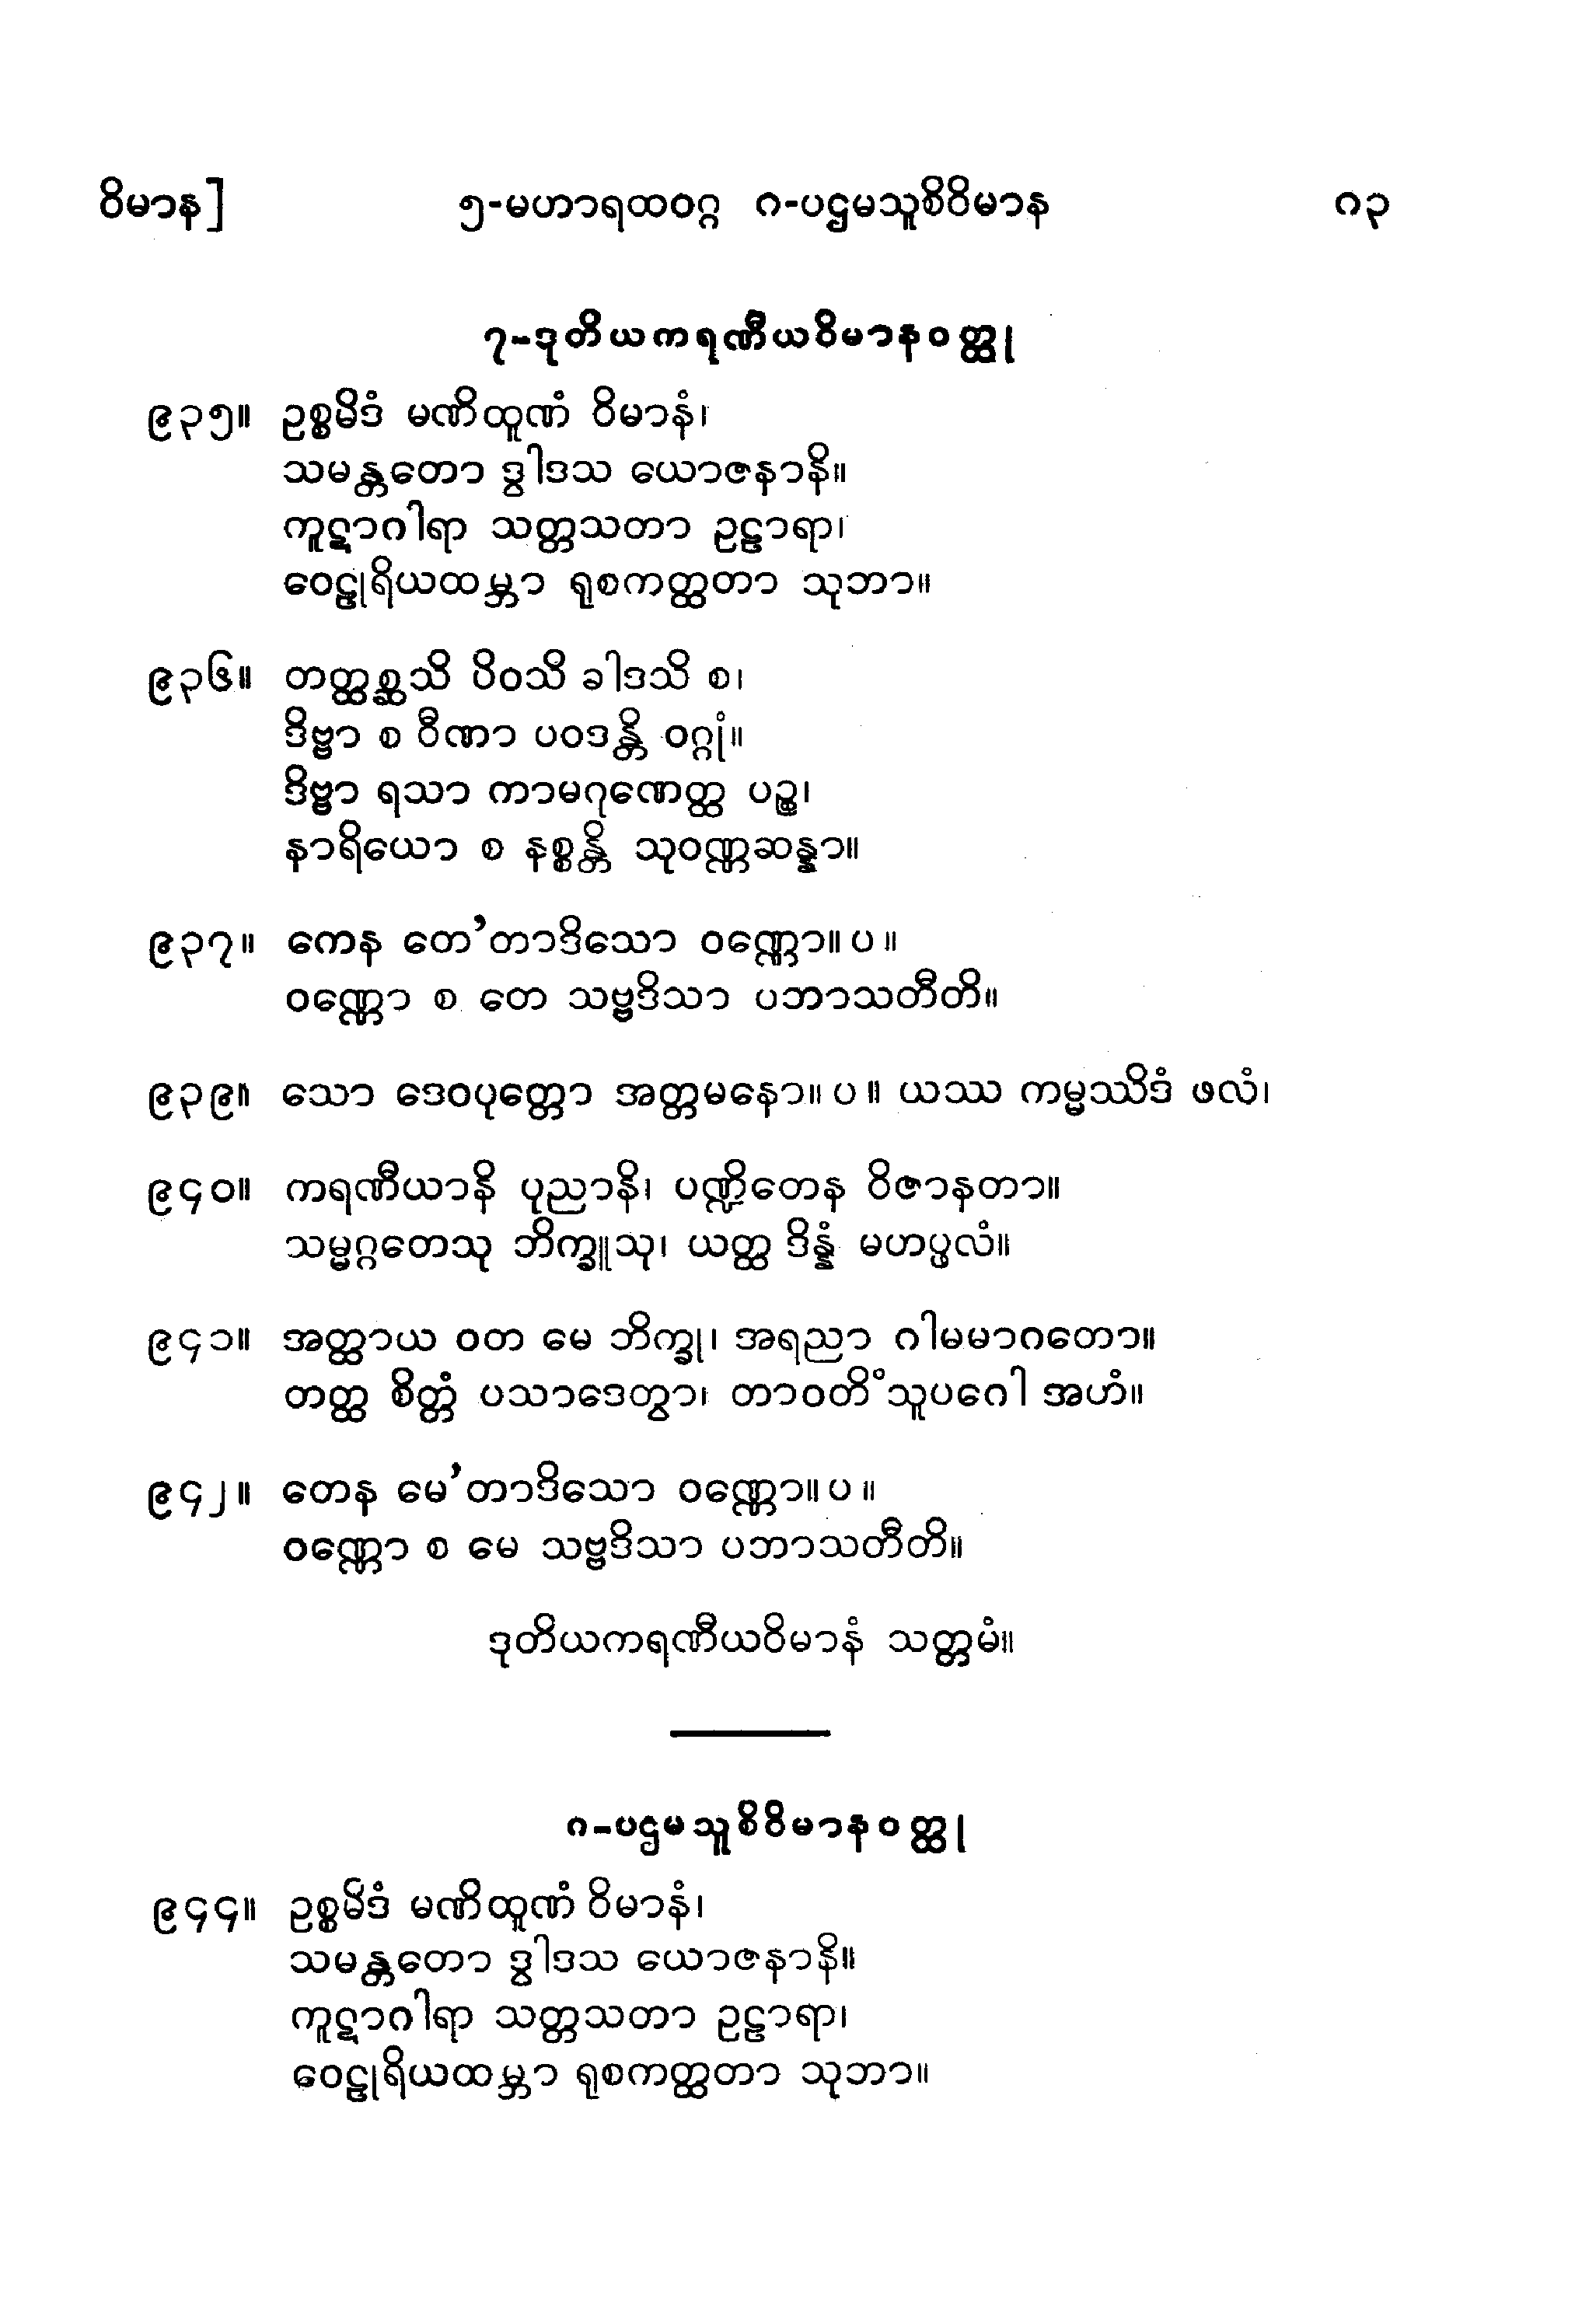 ဝိမာန]	၅-မဟာရထဝဂ္ဂ ၈-ပဌမသူစိဝိမာန	၈၃
၇-ဒုတိယကရဏီယဝိမာနဝတ္ထု
၉၃၅။ ဥစ္စမိဒံ မဏိထူဏံ ဝိမာနံ၊
သမန္တတော ဒွါဒသ ယောဇနာနိ။
ကူဋာဂါရာ သတ္တသတာ ဥဠာရာ၊
ဝေဠုရိယထမ္ဘာ ရုစကတ္ထတာ သုဘာ။
၉၃၆။ တတ္ထစ္ဆသိ ပိဝသိ ခါဒသိ စ၊
ဒိဗ္ဗာ စ ဝီဏာ ပဝဒန္တိ ဝဂ္ဂုံ။
ဒိဗ္ဗာ ရသာ ကာမဂုဏေတ္ထ ပဉ္စ၊
နာရိယော စ နစ္စန္တိ သုဝဏ္ဏဆန္နာ။
၉၃၇။ ကေန တေ’တာဒိသော ဝဏ္ဏော။ ပ ။
ဝဏ္ဏော စ တေ သဗ္ဗဒိသာ ပဘာသတီတိ။
၉၃၉။ သော ဒေဝပုတ္တော အတ္တမနော။ ပ ။ ယဿ ကမ္မဿိဒံ ဖလံ၊
၉၄၀။ ကရဏီယာနိ ပုညာနိ၊ ပဏ္ဍိတေန ဝိဇာနတာ။
သမ္မဂ္ဂတေသု ဘိက္ခူသု၊ ယတ္ထ ဒိန္နံ မဟပ္ဖလံ။
၉၄၁။ အတ္ထာယ ဝတ မေ ဘိက္ခု၊ အရညာ ဂါမမာဂတော။
တတ္ထ စိတ္တံ ပသာဒေတွာ၊ တာဝတိံသူပဂေါ အဟံ။
၉၄၂။ တေန မေ’တာဒိသော ဝဏ္ဏော။ ပ ။
ဝဏ္ဏော စ မေ သဗ္ဗဒိသာ ပဘာသတီတိ။
ဒုတိယကရဏီယဝိမာနံ သတ္တမံ။
၈-ပဌမသူစိဝိမာနဝတ္ထု
၉၄၄။ ဥစ္စမိဒံ မဏိထူဏံ ဝိမာနံ၊
သမန္တတော ဒွါဒသ ယောဇနာနိ။
ကူဋာဂါရာ သတ္တသတာ ဥဠာရာ၊
ဝေဠုရိယထမ္ဘာ ရုစကတ္ထတာ သုဘာ။